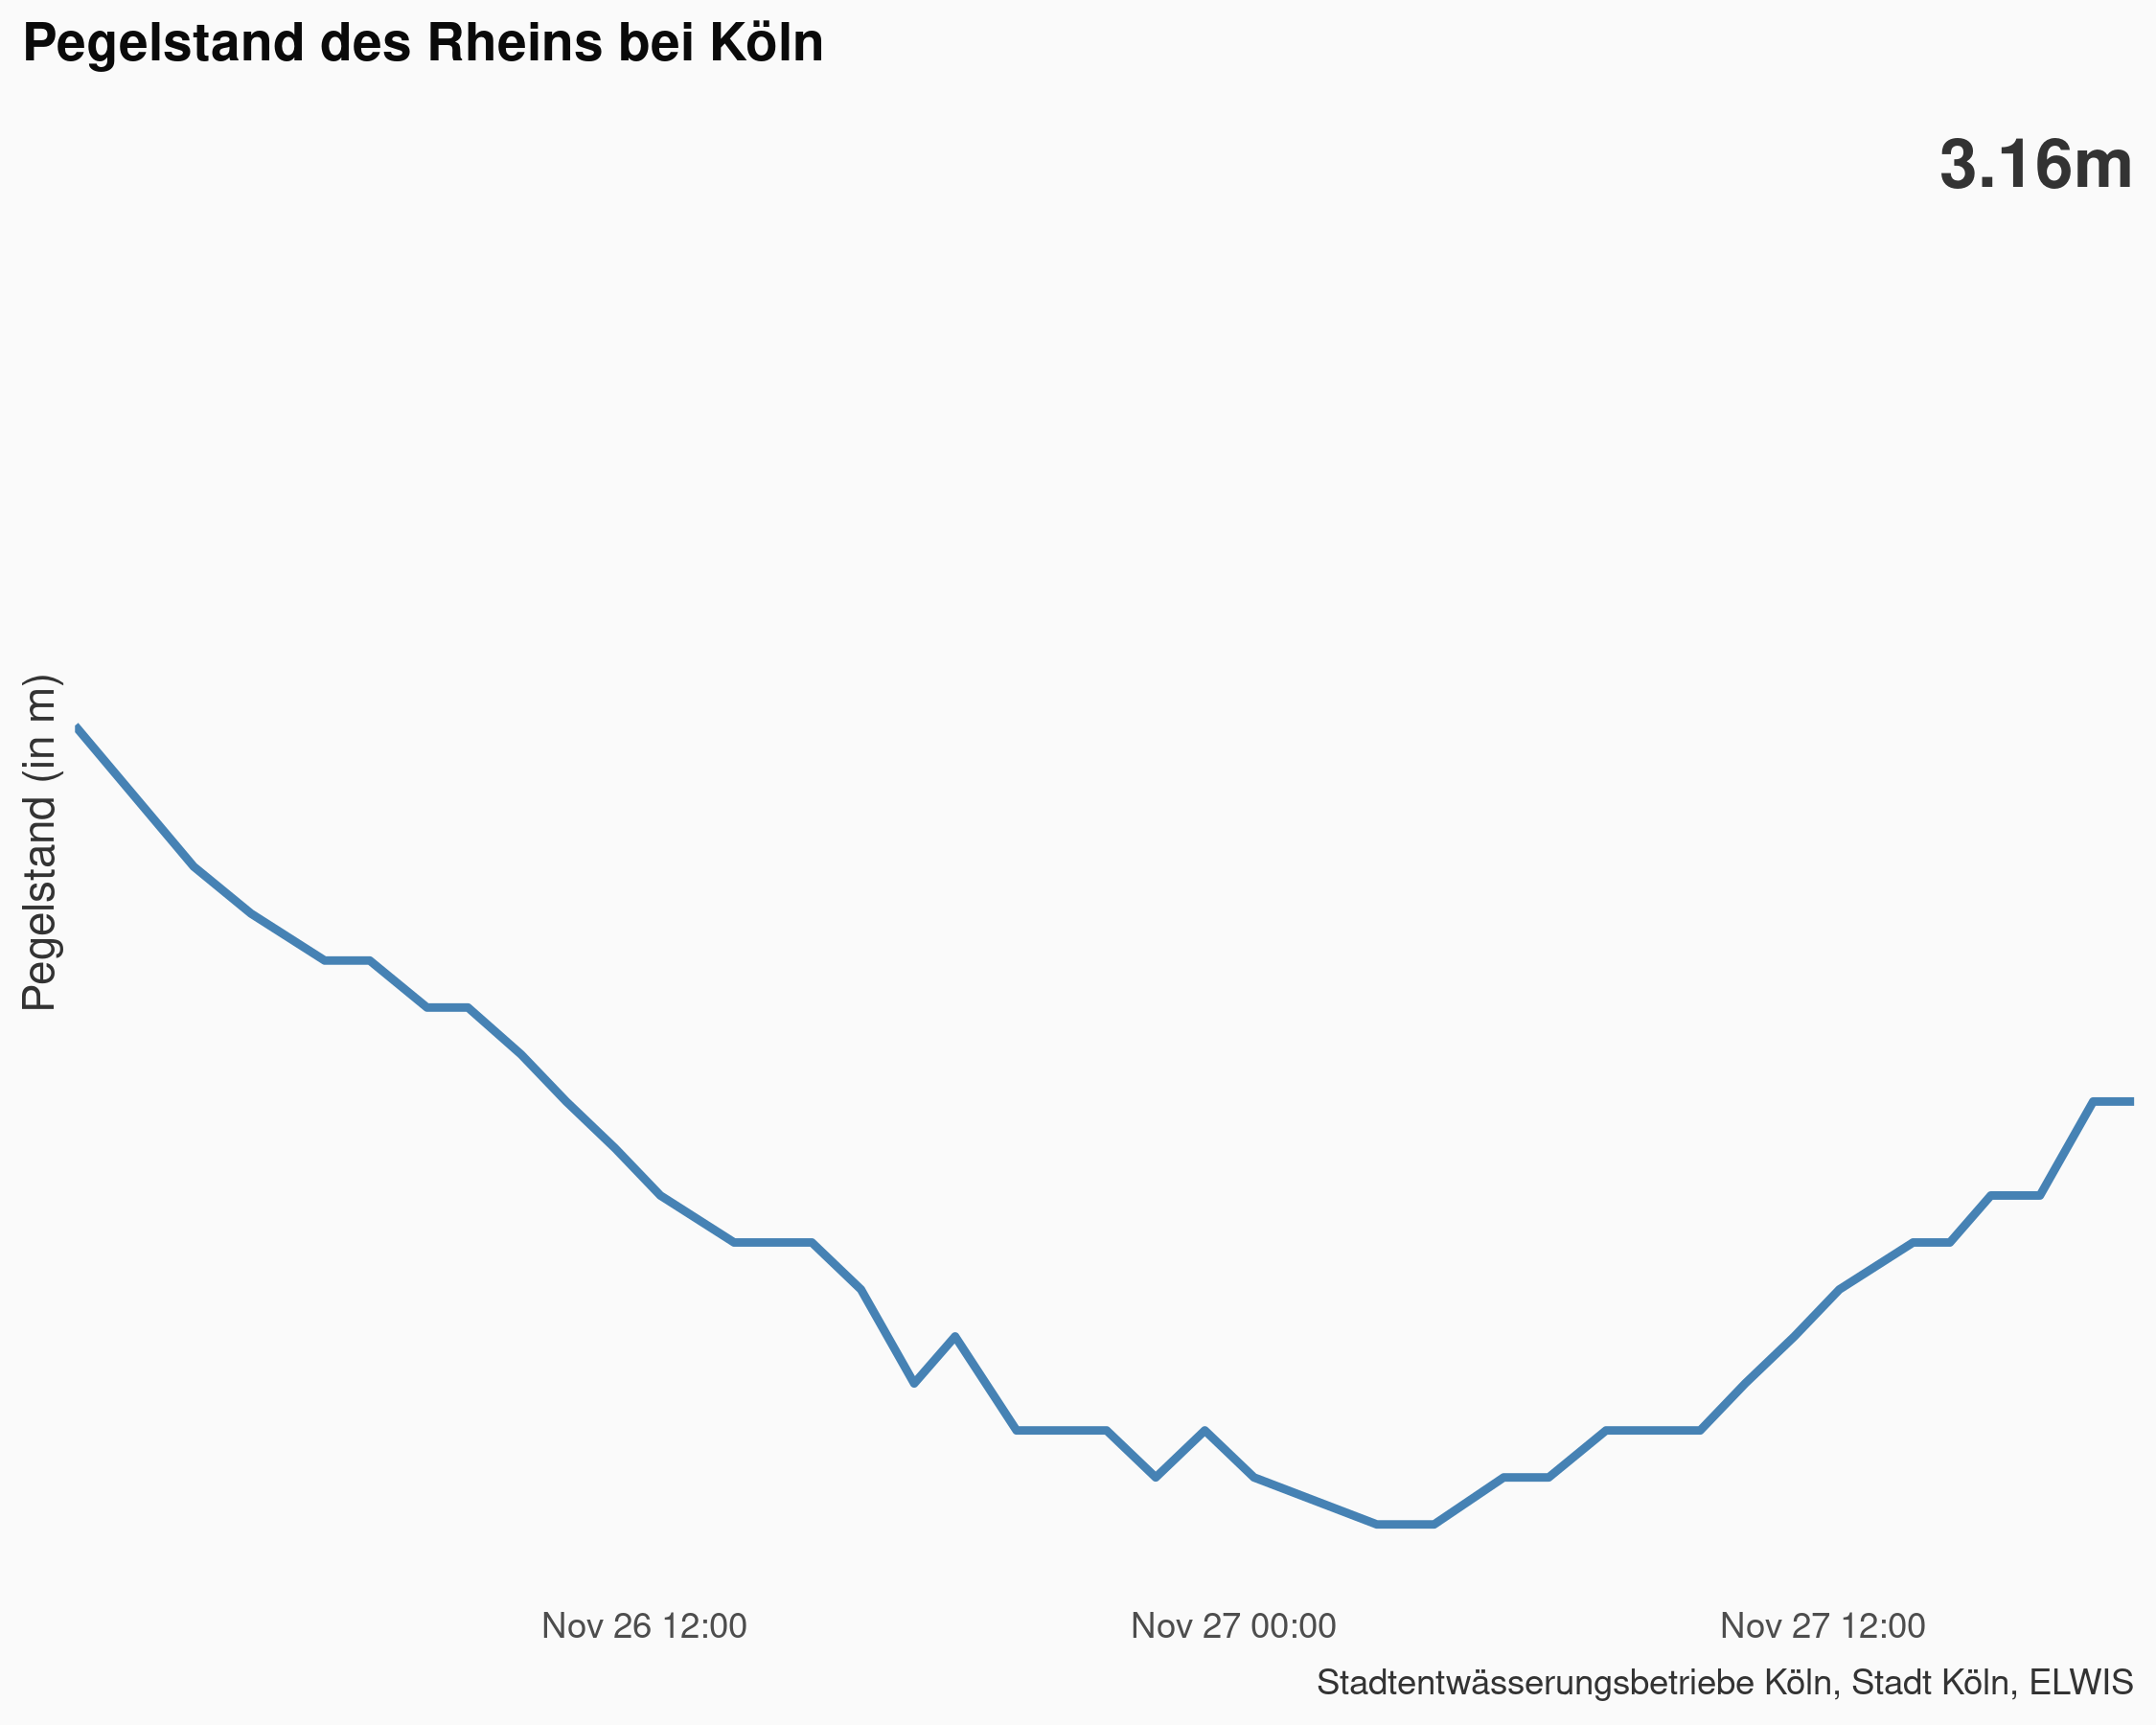 Pegelstand des Rheins bei Köln
3.16m
Pegelstand (in m)
Nov 26 12:00
Nov 27 00:00
Nov 27 12:00
Stadtentwässerungsbetriebe Köln, Stadt Köln, ELWIS